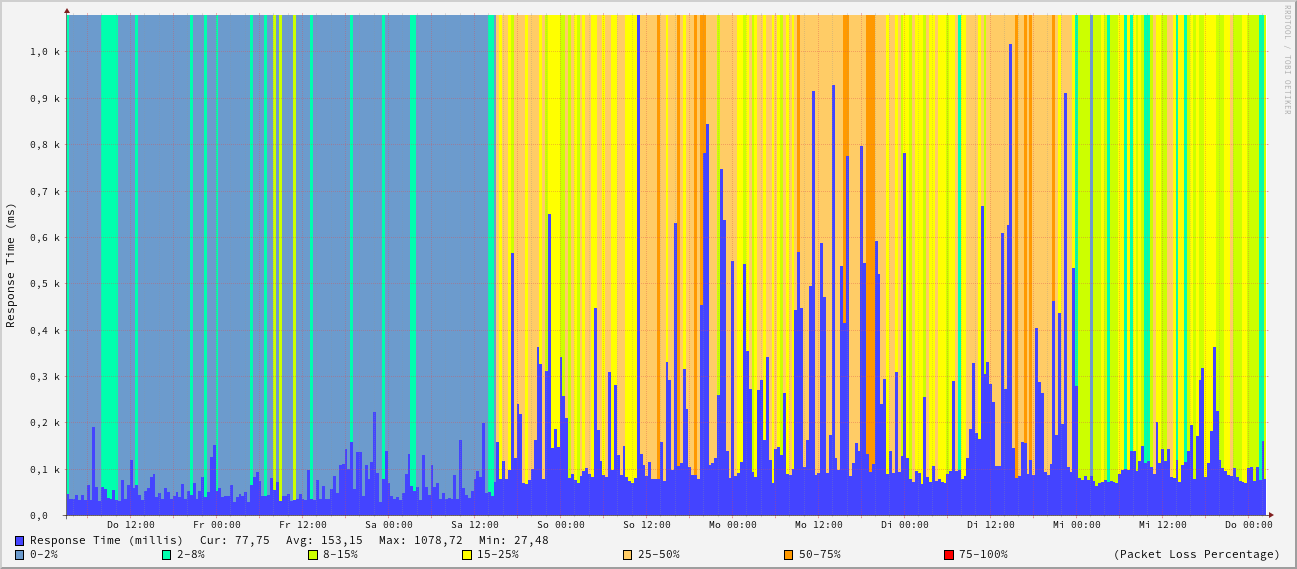 RRDTOOL / TOBI OETIKER
Response Time (ms)
1,0 k
0,9 k
0,8 k
0,7 k
0,6 k
0,5 k
0,4 k
0,3 k
0,2 k
0,1 k
0,0
Do 12:00 Fr 00:00 Fr 12:00 Sa 00:00 Sa 12:00 So 00:00 So 12:00 Mo 00:00 Mo 12:00 Di 00:00 Di 12:00 Mi 00:00 Mi 12:00 Do 00:00
Response Time (millis) Cur: 77,75 Avg: 153,15 Max: 1078,72 Min: 27,48
0-2% 2-8% 8-15% 15-25% 25-50% 50-75% 75-100% (Packet Loss Percentage)